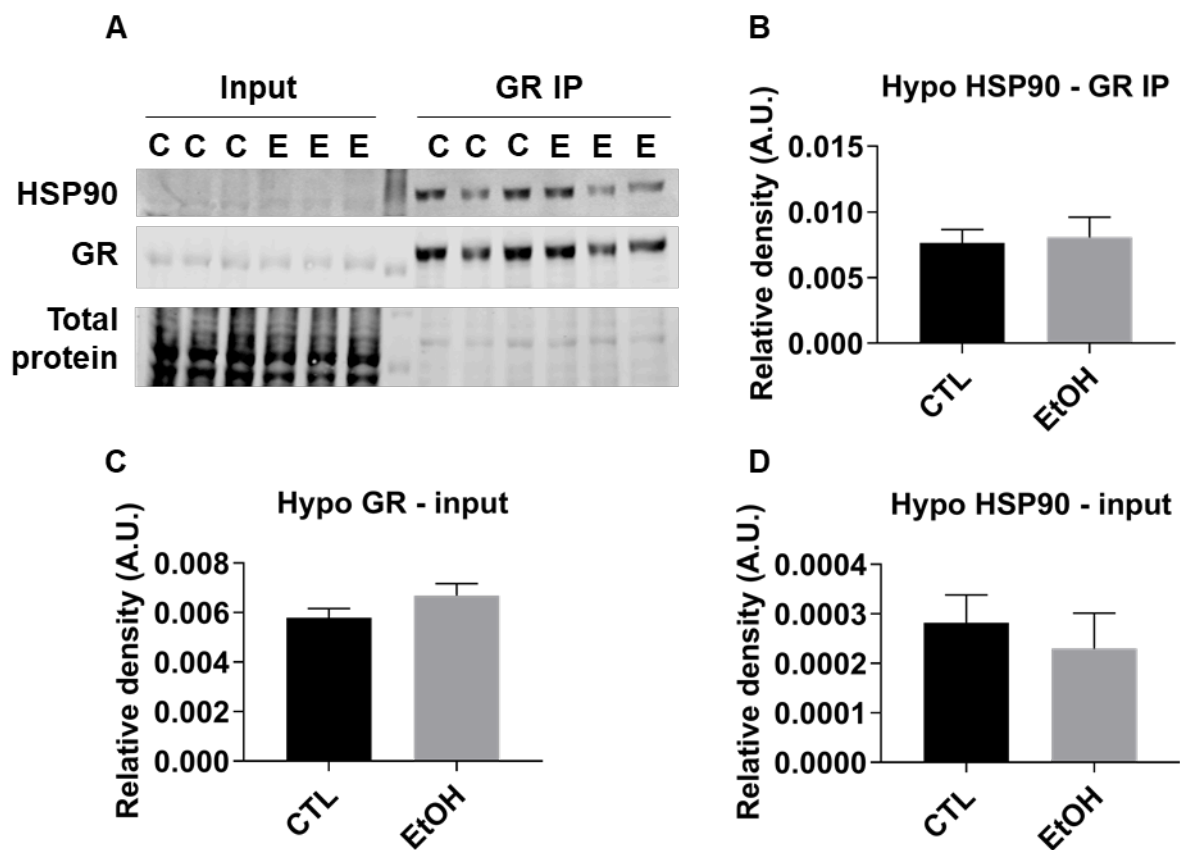 A
Input
GR IP
C C C E E E
C C C E E E
HSP90
GR
Total
protein
B
Hypo HSP90 - GR IP
Relative density (A.U.)
0.015
0.010
0.005
0.000
CTL
EtOH
C
Hypo GR - input
Relative density (A.U.)
0.008
0.006
0.004
0.002
0.000
CTL
EtOH
D
Hypo HSP90 - input
Relative density (A.U.)
0.0004
0.0003
0.0002
0.0001
0.0000
CTL
EtOH